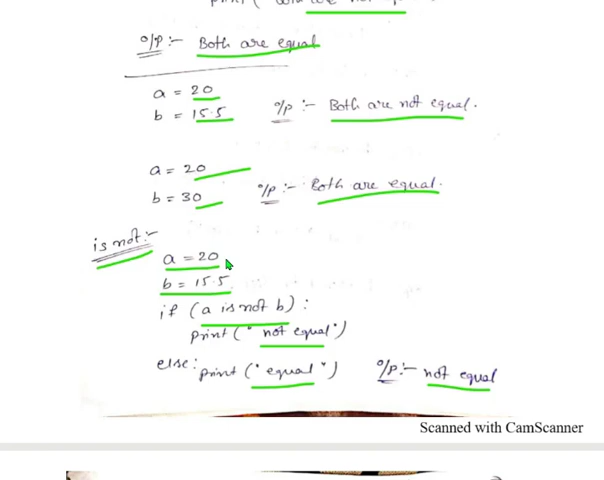 o/p :- Both are equal
a = 20
b = 15.5 o/p :- Both are not equal.
a = 20
b = 30 o/p :- Both are equal.
is not :-
a = 20
b = 15.5
if (a is not b) :
print (" not equal")
else : print (" equal ") o/p :- not equal
Scanned with CamScanner